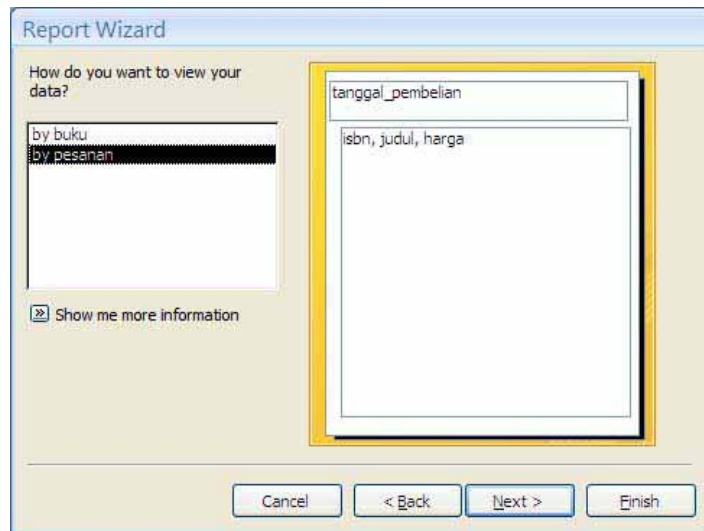 Report Wizard
How do you want to view your
data?
by buku
by pesanan
Show me more information
tanggal_pembelian
isbn, judul, harga
Cancel
< Back
Next >
Finish